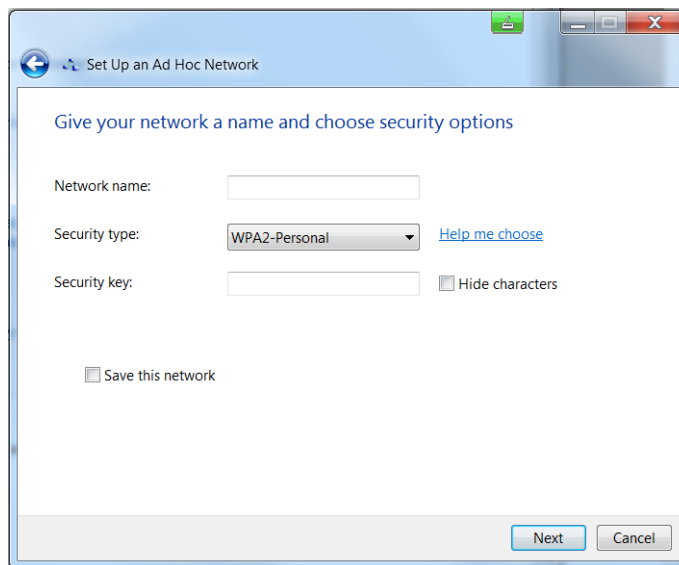 Set Up an Ad Hoc Network
Give your network a name and choose security options
Network name:
Security type: WPA2-Personal Help me choose
Security key: Hide characters
Save this network
Next Cancel